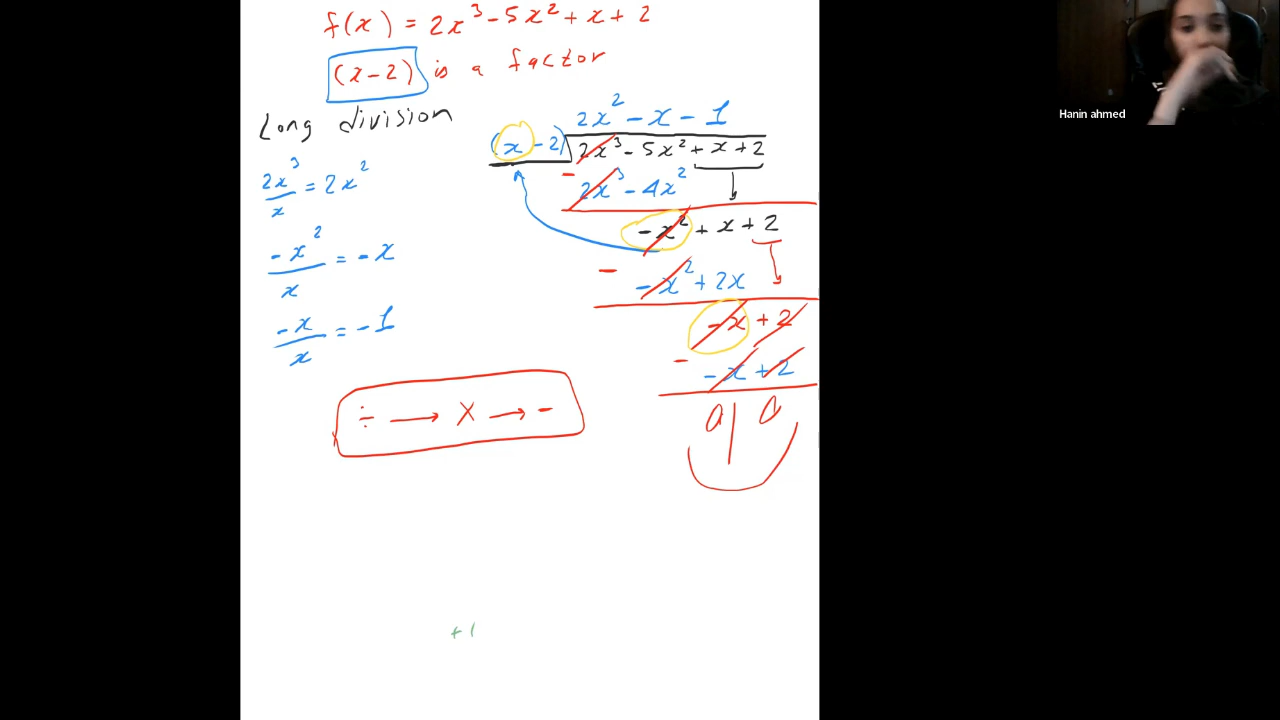 f(x) = 2x³ - 5x² + x + 2
(x-2) is a factor
Long division
2x² - x - 1
(x-2) 2x³ - 5x² + x + 2
- 2x³ - 4x²
-x² + x + 2
- -x² + 2x
-x + 2
- -x + 2
0 | 0
2x³/x = 2x²
-x²/x = -x
-x/x = -1
÷ → × → -
+1
Hanin ahmed